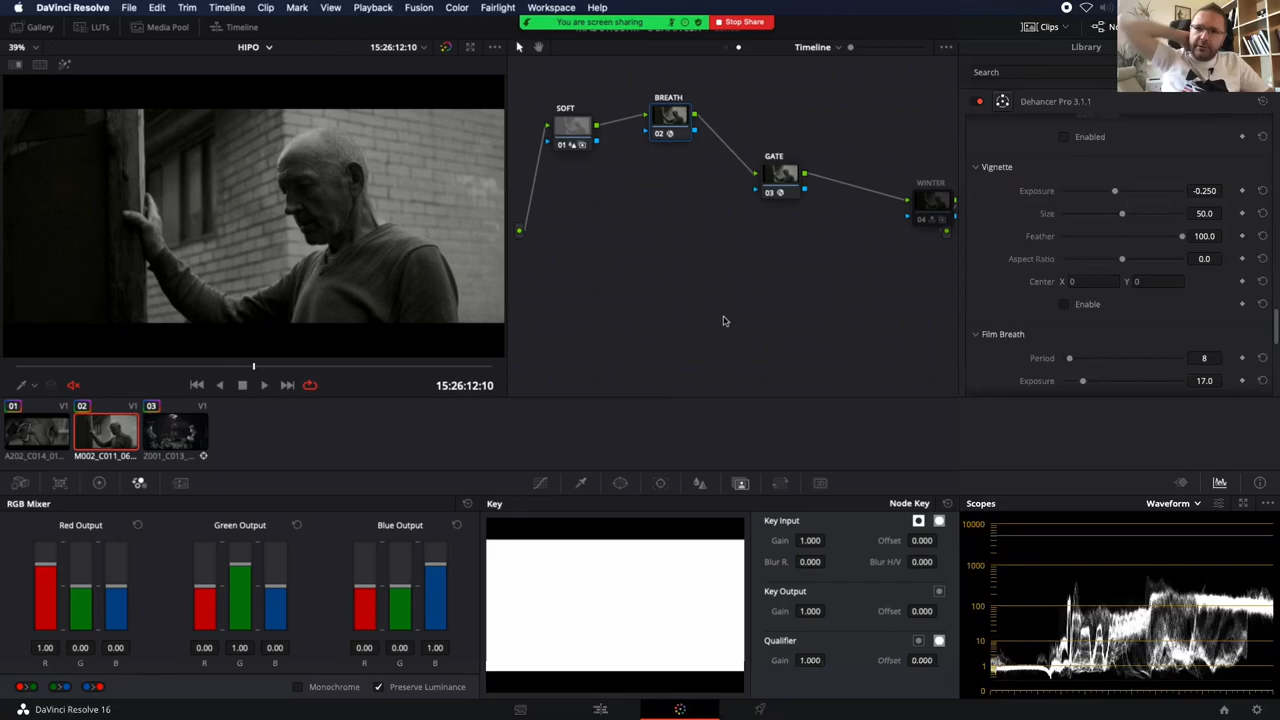 DaVinci Resolve File Edit Trim Timeline Clip Mark View Playback Fusion Color Fairlight Workspace Help
You are screen sharing Stop Share
Gallery LUTs Media Pool Timeline Clips
39% HIPO 15:26:12:10 Timeline Library
Search
Dehancer Pro 3.1.1
SOFT
01
BREATH
02
GATE
03
WINTER
04
Enabled
Vignette
Exposure -0.250
Size 50.0
Feather 100.0
Aspect Ratio 0.0
Center X 0 Y 0
Enable
Film Breath
Period 8
Exposure 17.0
15:26:12:10
01 V1 02 V1 03 V1
A202_C014_01... M002_C011_06... Z001_C013_...
RGB Mixer
Red Output Green Output Blue Output
1.00 0.00 0.00 0.00 1.00 0.00 0.00 0.00 1.00
R G B R G B R G B
Monochrome Preserve Luminance
Key Node Key
Key Input
Gain 1.000 Offset 0.000
Blur R. 0.000 Blur H/V 0.000
Key Output
Gain 1.000 Offset 0.000
Qualifier
Gain 1.000 Offset 0.000
Scopes Waveform
10000
1000
100
10
1
0
DaVinci Resolve 16